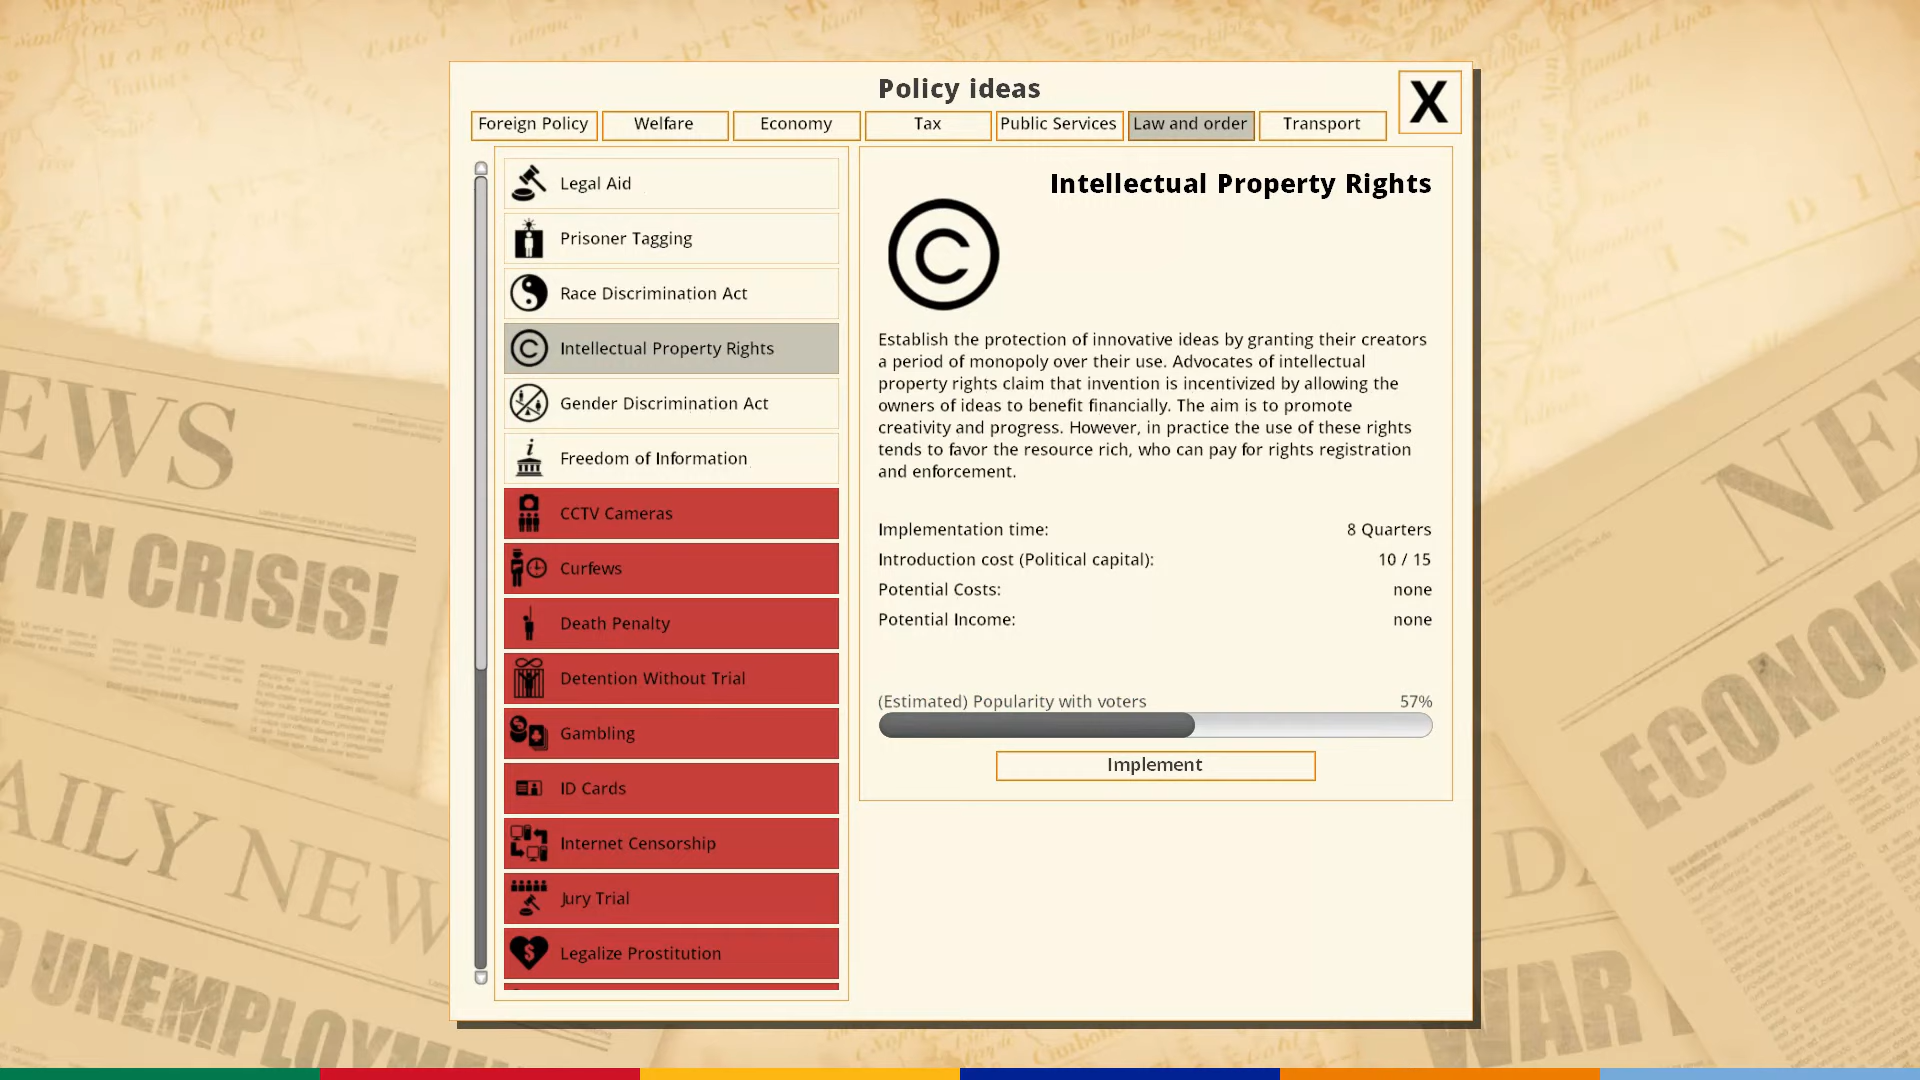 Policy ideas
X
Foreign Policy
Welfare
Economy
Tax
Public Services
Law and order
Transport
Legal Aid
Prisoner Tagging
Race Discrimination Act
Intellectual Property Rights
Gender Discrimination Act
Freedom of Information
CCTV Cameras
Curfews
Death Penalty
Detention Without Trial
Gambling
ID Cards
Internet Censorship
Jury Trial
Legalize Prostitution
Intellectual Property Rights
Establish the protection of innovative ideas by granting their creators
a period of monopoly over their use. Advocates of intellectual
property rights claim that invention is incentivized by allowing the
owners of ideas to benefit financially. The aim is to promote
creativity and progress. However, in practice the use of these rights
tends to favor the resource rich, who can pay for rights registration
and enforcement.
Implementation time: 8 Quarters
Introduction cost (Political capital): 10 / 15
Potential Costs: none
Potential Income: none
(Estimated) Popularity with voters 57%
Implement
EWS
Y IN CRISIS!
AILY NEW
UNEMPLOYM
NE
ECONOM
WAR